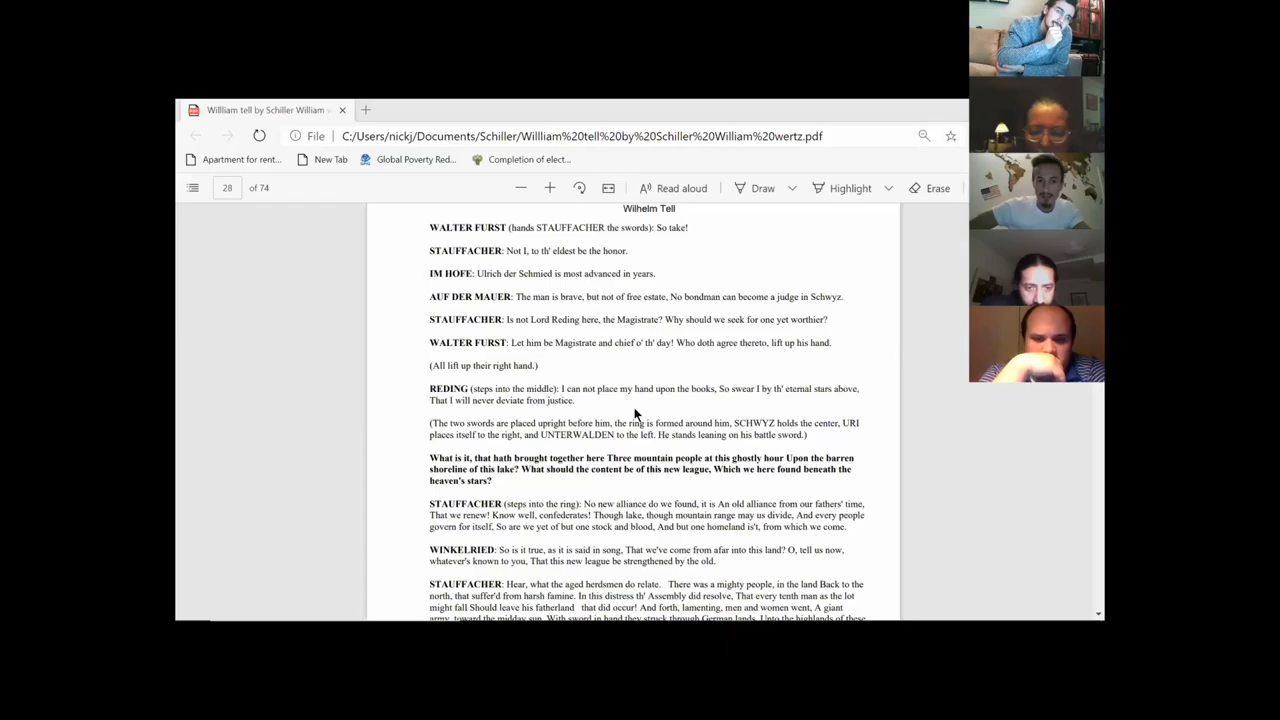 Willliam tell by Schiller William
File C:/Users/nickj/Documents/Schiller/Willliam%20tell%20by%20Schiller%20William%20wertz.pdf
Apartment for rent... New Tab Global Poverty Red... Completion of elect...
28 of 74 Read aloud Draw Highlight Erase
Wilhelm Tell
WALTER FURST (hands STAUFFACHER the swords): So take!
STAUFFACHER: Not I, to th' eldest be the honor.
IM HOFE: Ulrich der Schmied is most advanced in years.
AUF DER MAUER: The man is brave, but not of free estate, No bondman can become a judge in Schwyz.
STAUFFACHER: Is not Lord Reding here, the Magistrate? Why should we seek for one yet worthier?
WALTER FURST: Let him be Magistrate and chief o' th' day! Who doth agree thereto, lift up his hand.
(All lift up their right hand.)
REDING (steps into the middle): I can not place my hand upon the books, So swear I by th' eternal stars above,
That I will never deviate from justice.
(The two swords are placed upright before him, the ring is formed around him, SCHWYZ holds the center, URI
places itself to the right, and UNTERWALDEN to the left. He stands leaning on his battle sword.)
What is it, that hath brought together here Three mountain people at this ghostly hour Upon the barren
shoreline of this lake? What should the content be of this new league, Which we here found beneath the
heaven's stars?
STAUFFACHER (steps into the ring): No new alliance do we found, it is An old alliance from our fathers' time,
That we renew! Know well, confederates! Though lake, though mountain range may us divide, And every people
govern for itself, So are we yet of but one stock and blood, And but one homeland is't, from which we come.
WINKELRIED: So is it true, as it is said in song, That we've come from afar into this land? O, tell us now,
whatever's known to you, That this new league be strengthened by the old.
STAUFFACHER: Hear, what the aged herdsmen do relate. There was a mighty people, in the land Back to the
north, that suffer'd from harsh famine. In this distress th' Assembly did resolve, That every tenth man as the lot
might fall Should leave his fatherland that did occur! And forth, lamenting, men and women went, A giant
army, toward the midday sun, With sword in hand they struck through German lands, Unto the highlands of these